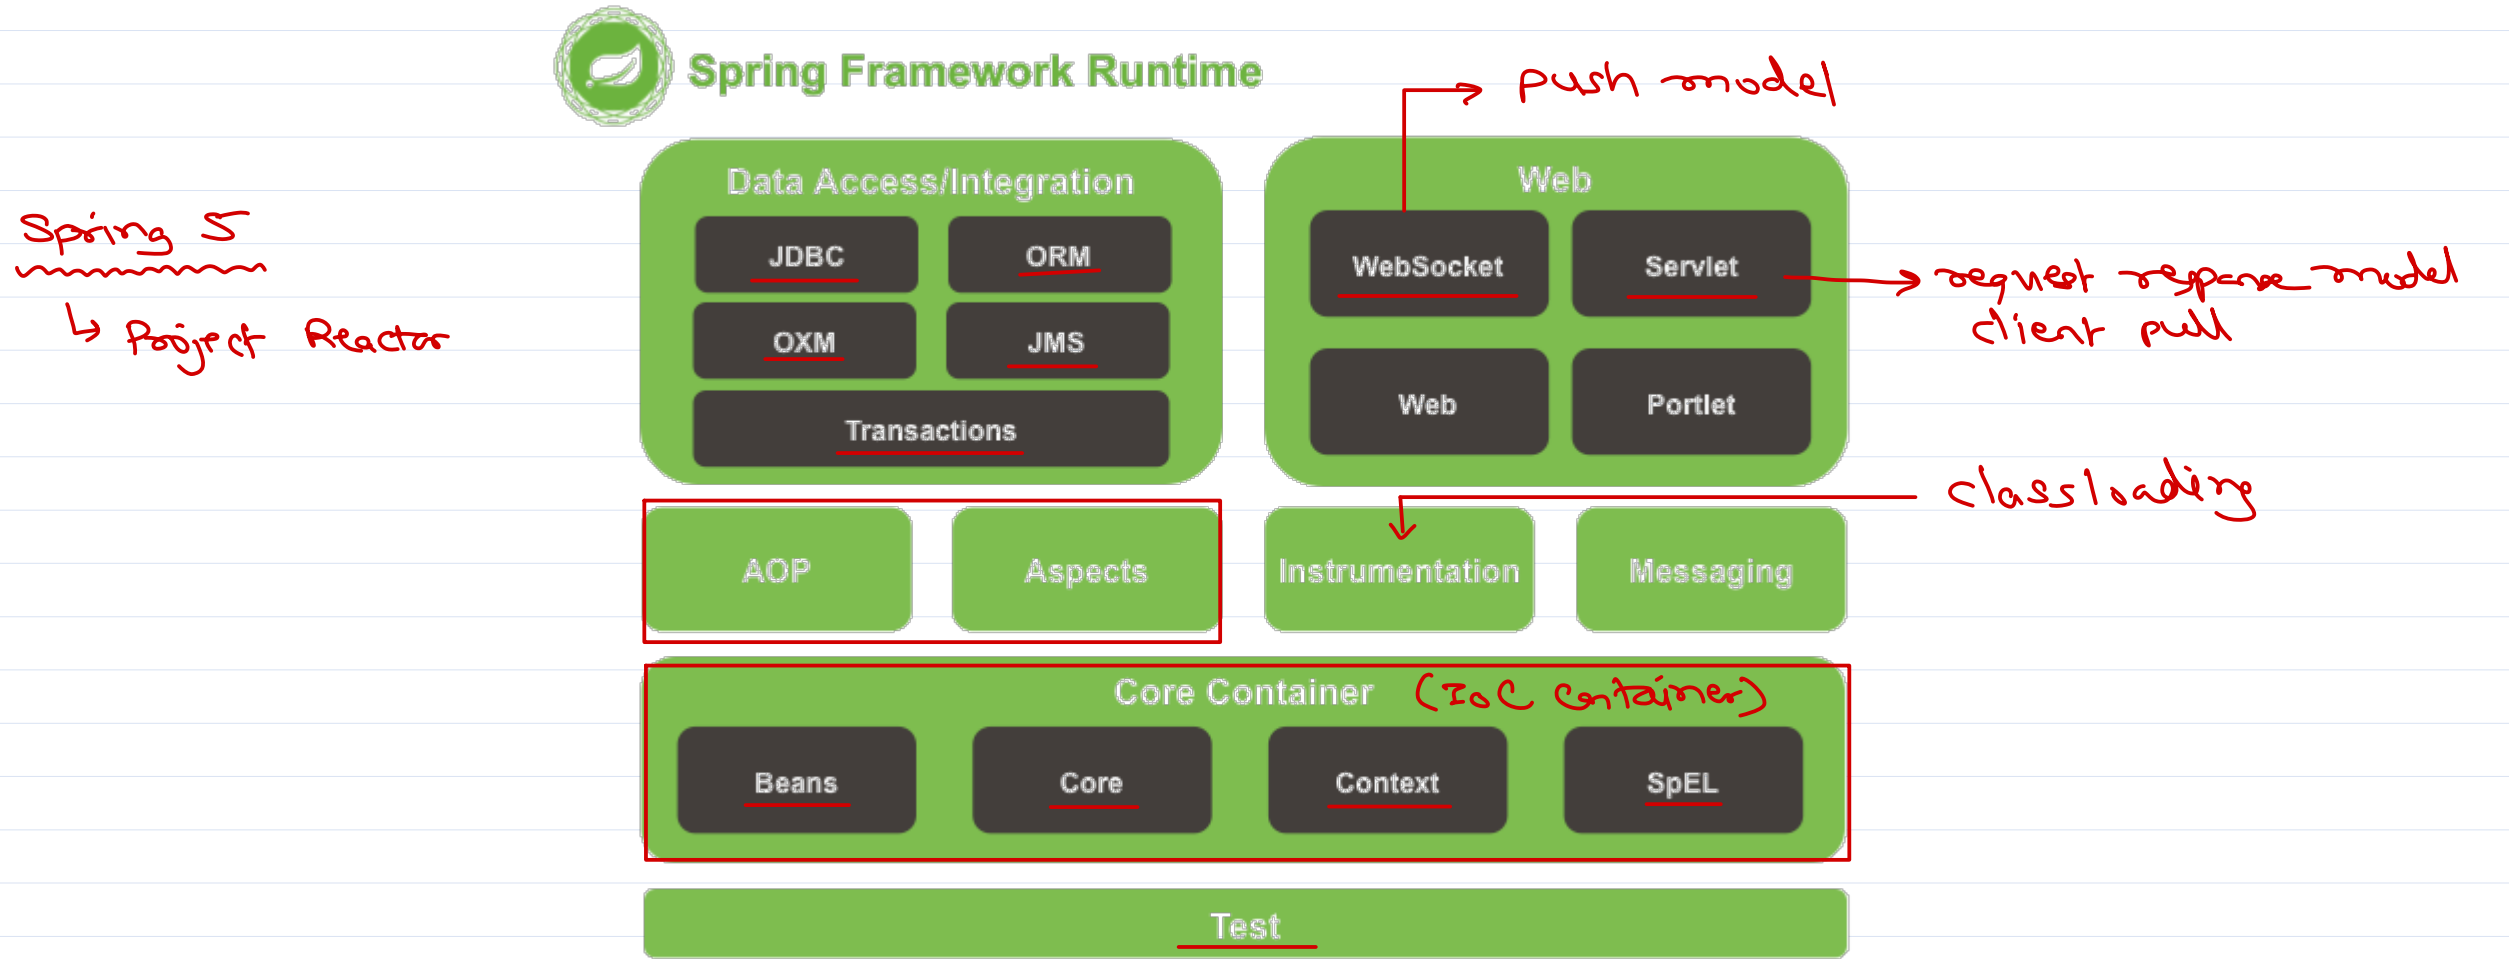 Spring Framework Runtime
push model
Data Access/Integration
Web
Spring 5
JDBC
ORM
WebSocket
Servlet
request response model
client pull
Project Reactor
OXM
JMS
Transactions
Web
Portlet
classloading
AOP
Aspects
Instrumentation
Messaging
Core Container (IoC Container)
Beans
Core
Context
SpEL
Test